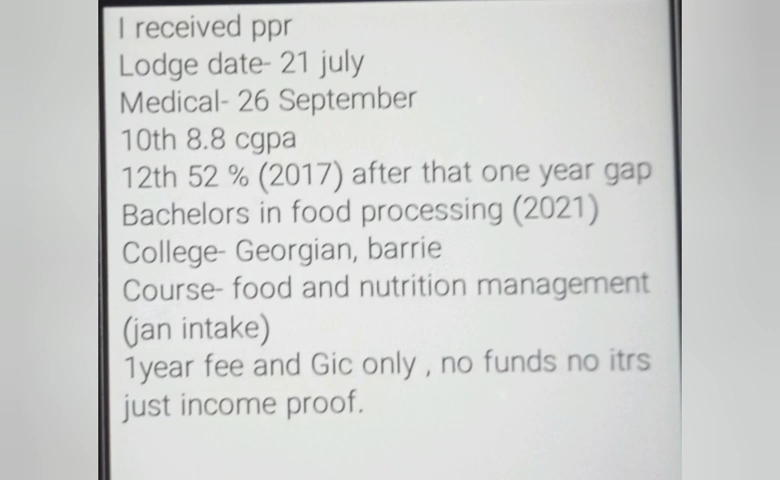 I received ppr
Lodge date- 21 july
Medical- 26 September
10th 8.8 cgpa
12th 52 % (2017) after that one year gap
Bachelors in food processing (2021)
College- Georgian, barrie
Course- food and nutrition management
(jan intake)
1year fee and Gic only , no funds no itrs
just income proof.